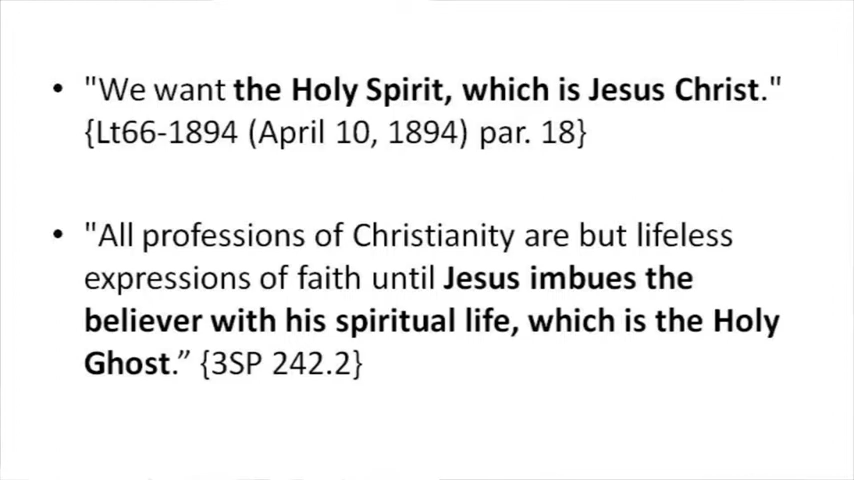 • "We want the Holy Spirit, which is Jesus Christ."
{Lt66-1894 (April 10, 1894) par. 18}
• "All professions of Christianity are but lifeless
expressions of faith until Jesus imbues the
believer with his spiritual life, which is the Holy
Ghost.” {3SP 242.2}